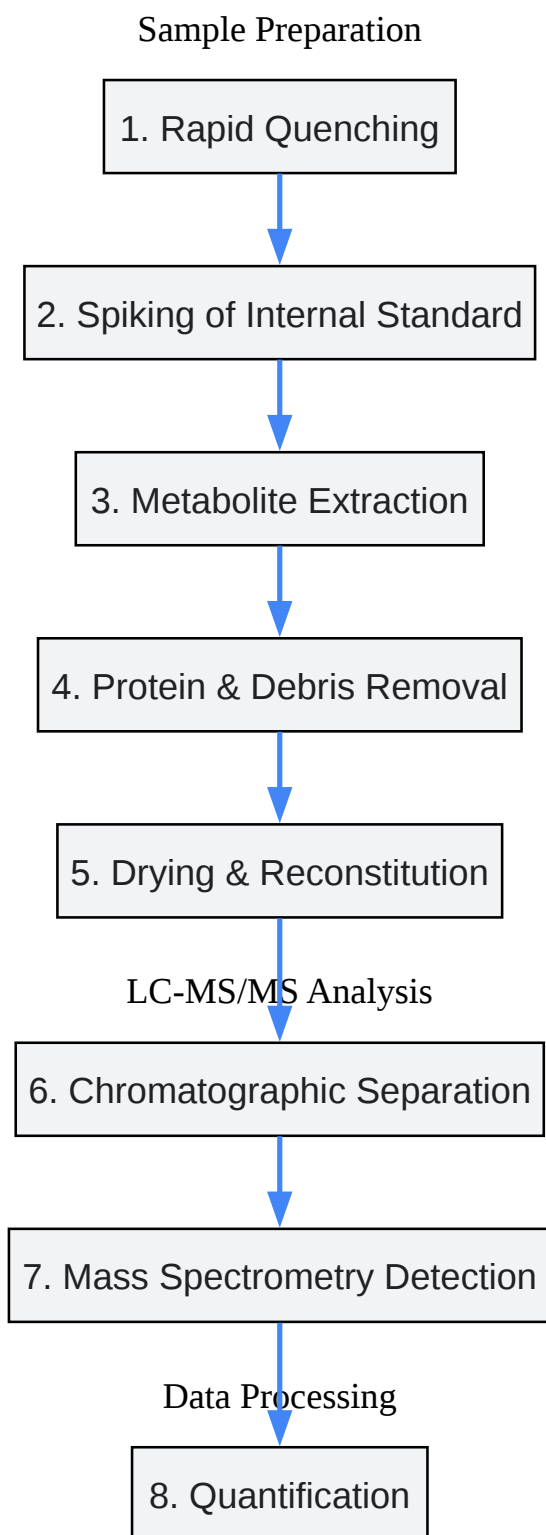 Sample Preparation
1. Rapid Quenching
2. Spiking of Internal Standard
3. Metabolite Extraction
4. Protein & Debris Removal
5. Drying & Reconstitution
LC-MS/MS Analysis
6. Chromatographic Separation
7. Mass Spectrometry Detection
Data Processing
8. Quantification